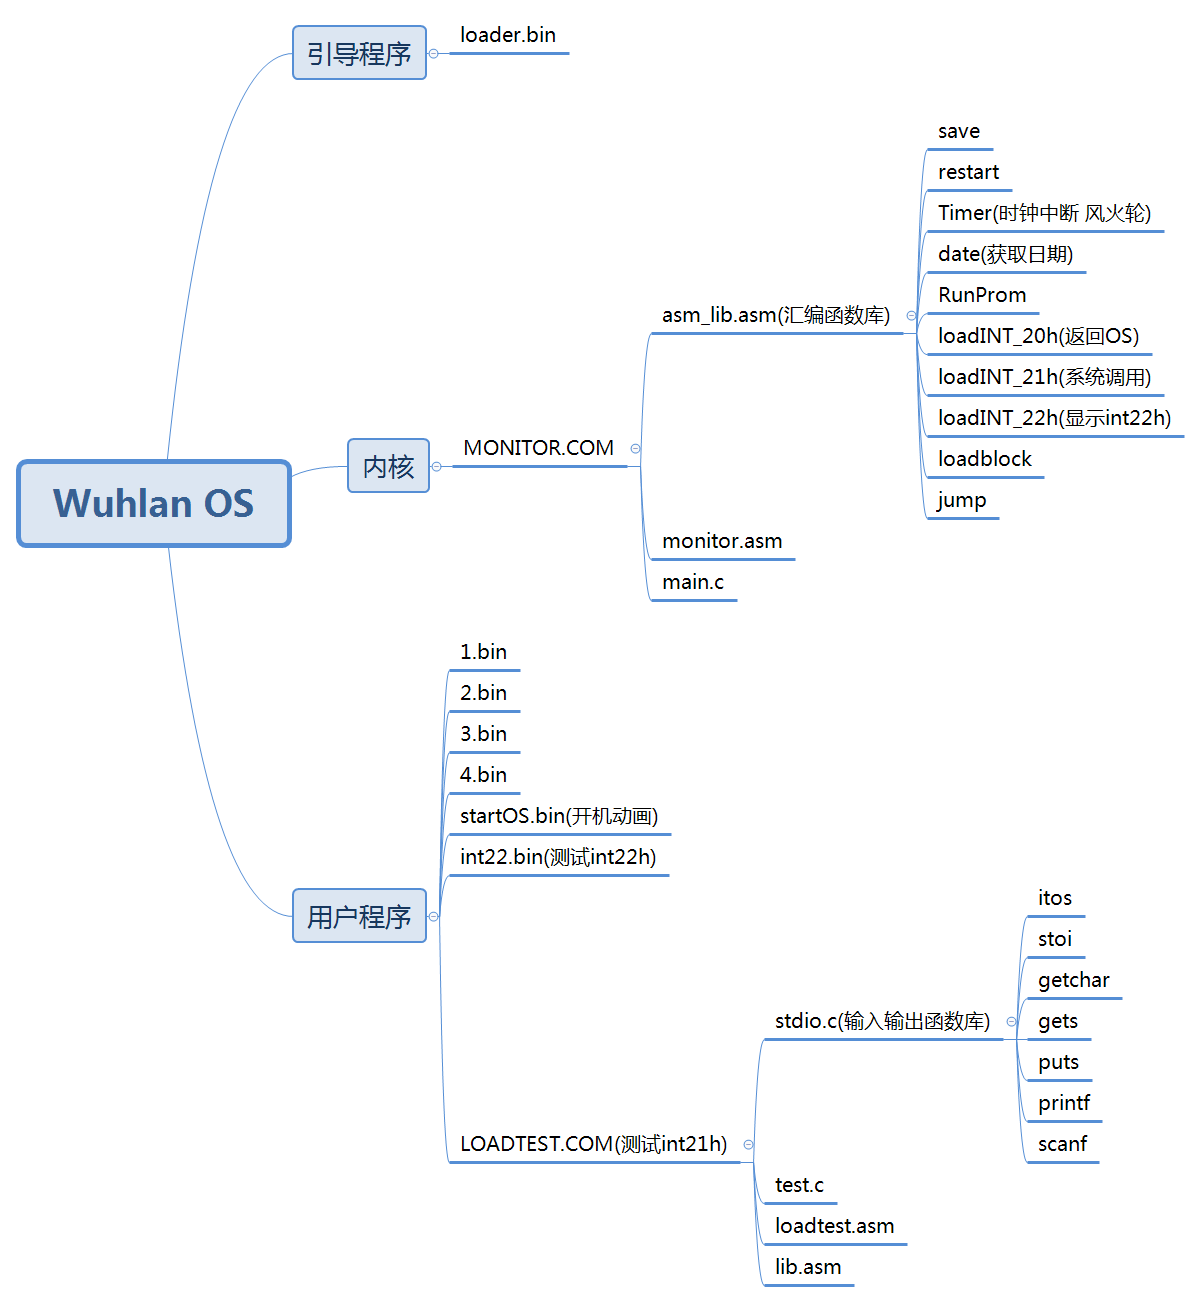 Wuhlan OS
引导程序
loader.bin
内核
MONITOR.COM
asm_lib.asm(汇编函数库)
save
restart
Timer(时钟中断 风火轮)
date(获取日期)
RunProm
loadINT_20h(返回OS)
loadINT_21h(系统调用)
loadINT_22h(显示int22h)
loadblock
jump
monitor.asm
main.c
用户程序
1.bin
2.bin
3.bin
4.bin
startOS.bin(开机动画)
int22.bin(测试int22h)
LOADTEST.COM(测试int21h)
stdio.c(输入输出函数库)
itos
stoi
getchar
gets
puts
printf
scanf
test.c
loadtest.asm
lib.asm